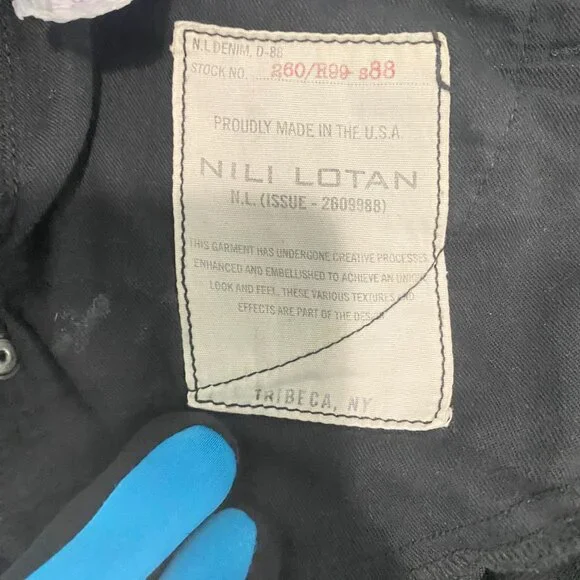 N.L DENIM, D-88
STOCK NO. 260/H99-s88
PROUDLY MADE IN THE U.S.A
NILI LOTAN
N.L. (ISSUE - 2609988)
THIS GARMENT HAS UNDERGONE CREATIVE PROCESSES,
ENHANCED AND EMBELLISHED TO ACHIEVE AN UNIQUE
LOOK AND FEEL. THESE VARIOUS TEXTURES AND
EFFECTS ARE PART OF THE DESIGN
TRIBECA, NY